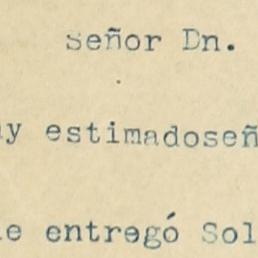 señor Dn.
y estimadoseñ
e entregó Sol